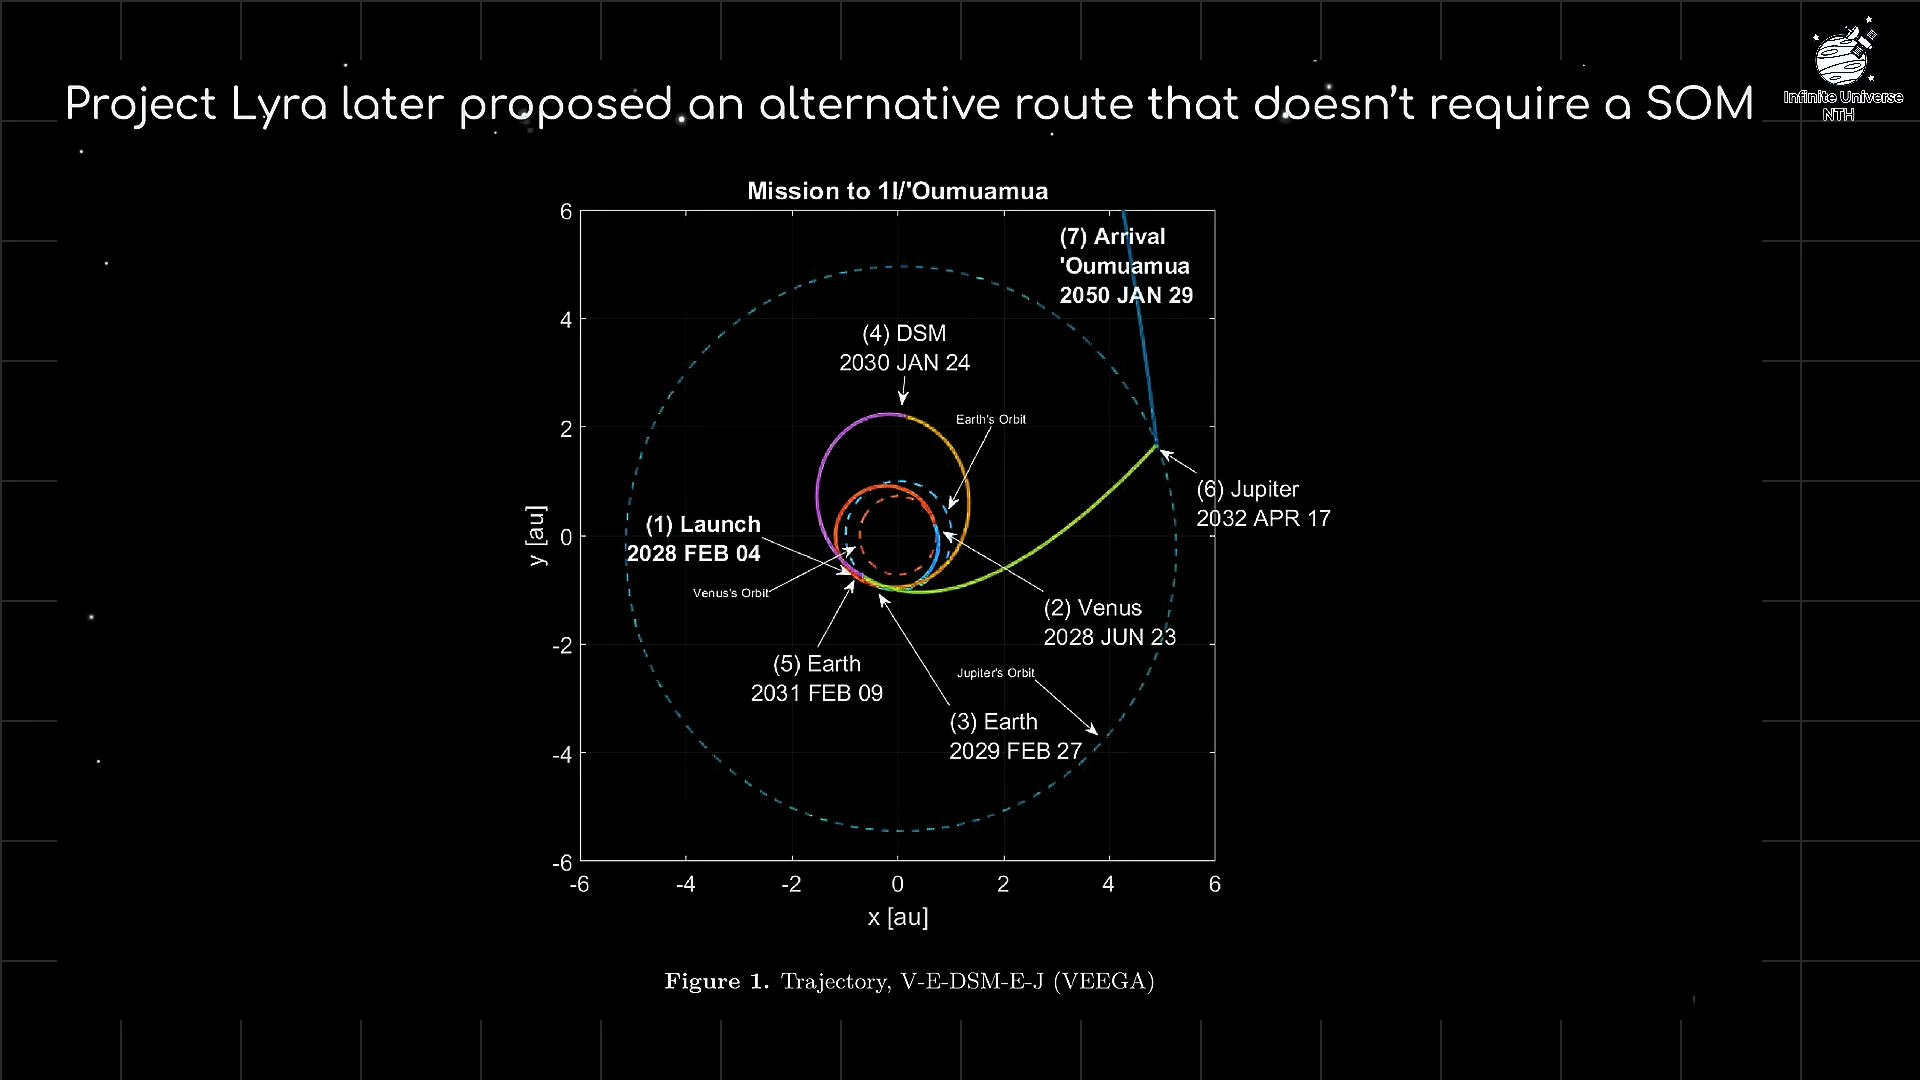 Project Lyra later proposed an alternative route that doesn't require a SOM
Infinite Universe
NTH
Mission to 1I/'Oumuamua
6
(7) Arrival
'Oumuamua
2050 JAN 29
4
(4) DSM
2030 JAN 24
Earth's Orbit
2
(6) Jupiter
2032 APR 17
(1) Launch
2028 FEB 04
0
y [au]
Venus's Orbit
(2) Venus
2028 JUN 23
-2
(5) Earth
2031 FEB 09
Jupiter's Orbit
(3) Earth
2029 FEB 27
-4
-6
-6 -4 -2 0 2 4 6
x [au]
Figure 1. Trajectory, V-E-DSM-E-J (VEEGA)